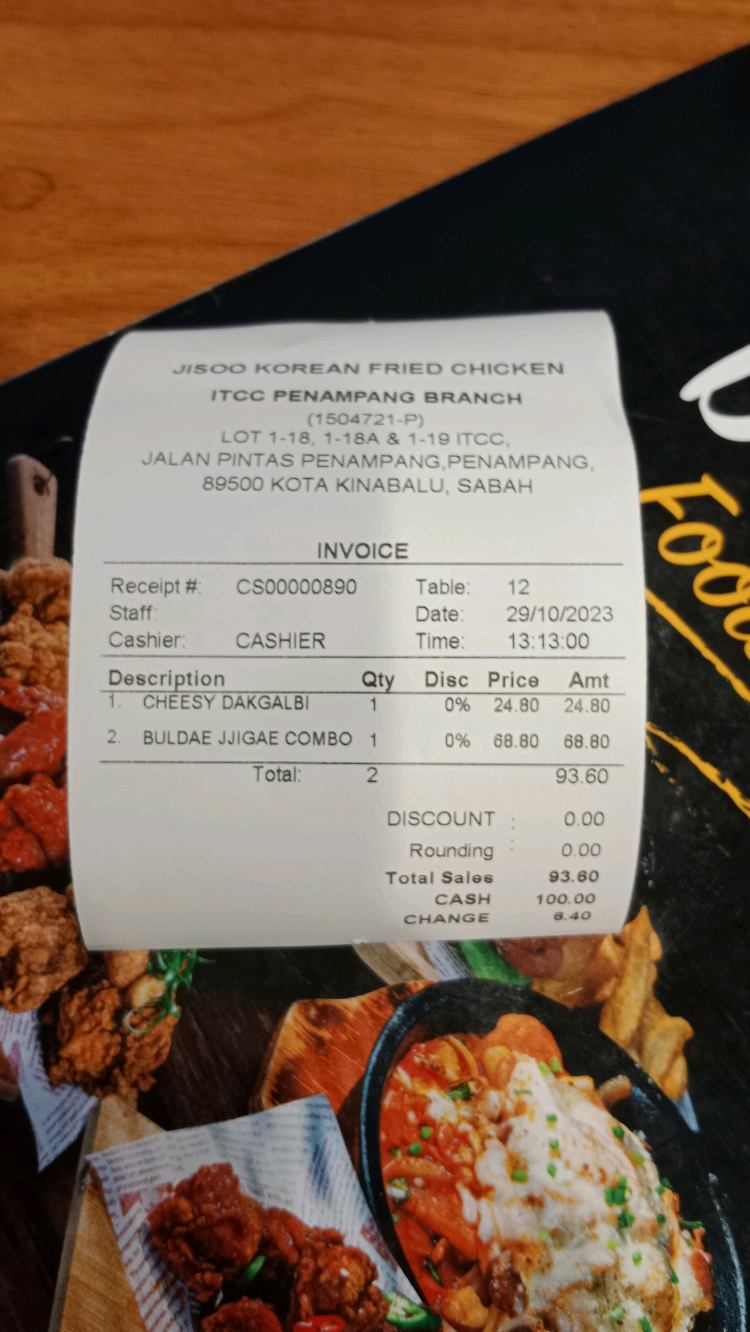 JISOO KOREAN FRIED CHICKEN
ITCC PENAMPANG BRANCH
(1504721-P)
LOT 1-18, 1-18A & 1-19 ITCC,
JALAN PINTAS PENAMPANG,PENAMPANG,
89500 KOTA KINABALU, SABAH
INVOICE
Receipt #: CS00000890 Table: 12
Staff: Date: 29/10/2023
Cashier: CASHIER Time: 13:13:00
Description Qty Disc Price Amt
1. CHEESY DAKGALBI 1 0% 24.80 24.80
2. BULDAE JJIGAE COMBO 1 0% 68.80 68.80
Total: 2 93.60
DISCOUNT : 0.00
Rounding : 0.00
Total Sales 93.60
CASH 100.00
CHANGE 6.40